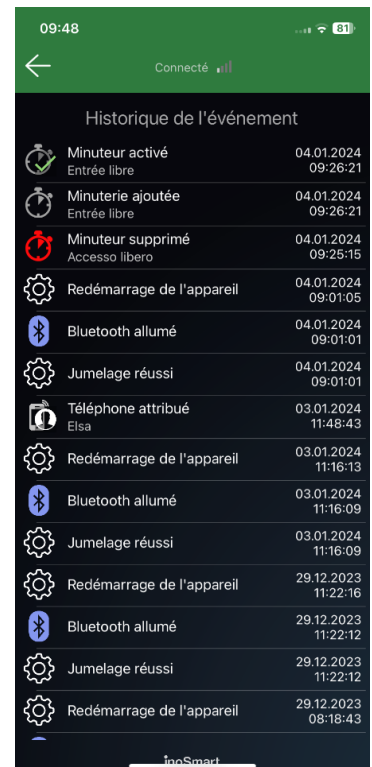 09:48
81
Connecté
Historique de l'événement
Minuteur activé 04.01.2024
Entrée libre 09:26:21
Minuterie ajoutée 04.01.2024
Entrée libre 09:26:21
Minuteur supprimé 04.01.2024
Accesso libero 09:25:15
Redémarrage de l'appareil 04.01.2024
09:01:05
Bluetooth allumé 04.01.2024
09:01:01
Jumelage réussi 04.01.2024
09:01:01
Téléphone attribué 03.01.2024
Elsa 11:48:43
Redémarrage de l'appareil 03.01.2024
11:16:13
Bluetooth allumé 03.01.2024
11:16:09
Jumelage réussi 03.01.2024
11:16:09
Redémarrage de l'appareil 29.12.2023
11:22:16
Bluetooth allumé 29.12.2023
11:22:12
Jumelage réussi 29.12.2023
11:22:12
Redémarrage de l'appareil 29.12.2023
08:18:43
inoSmart